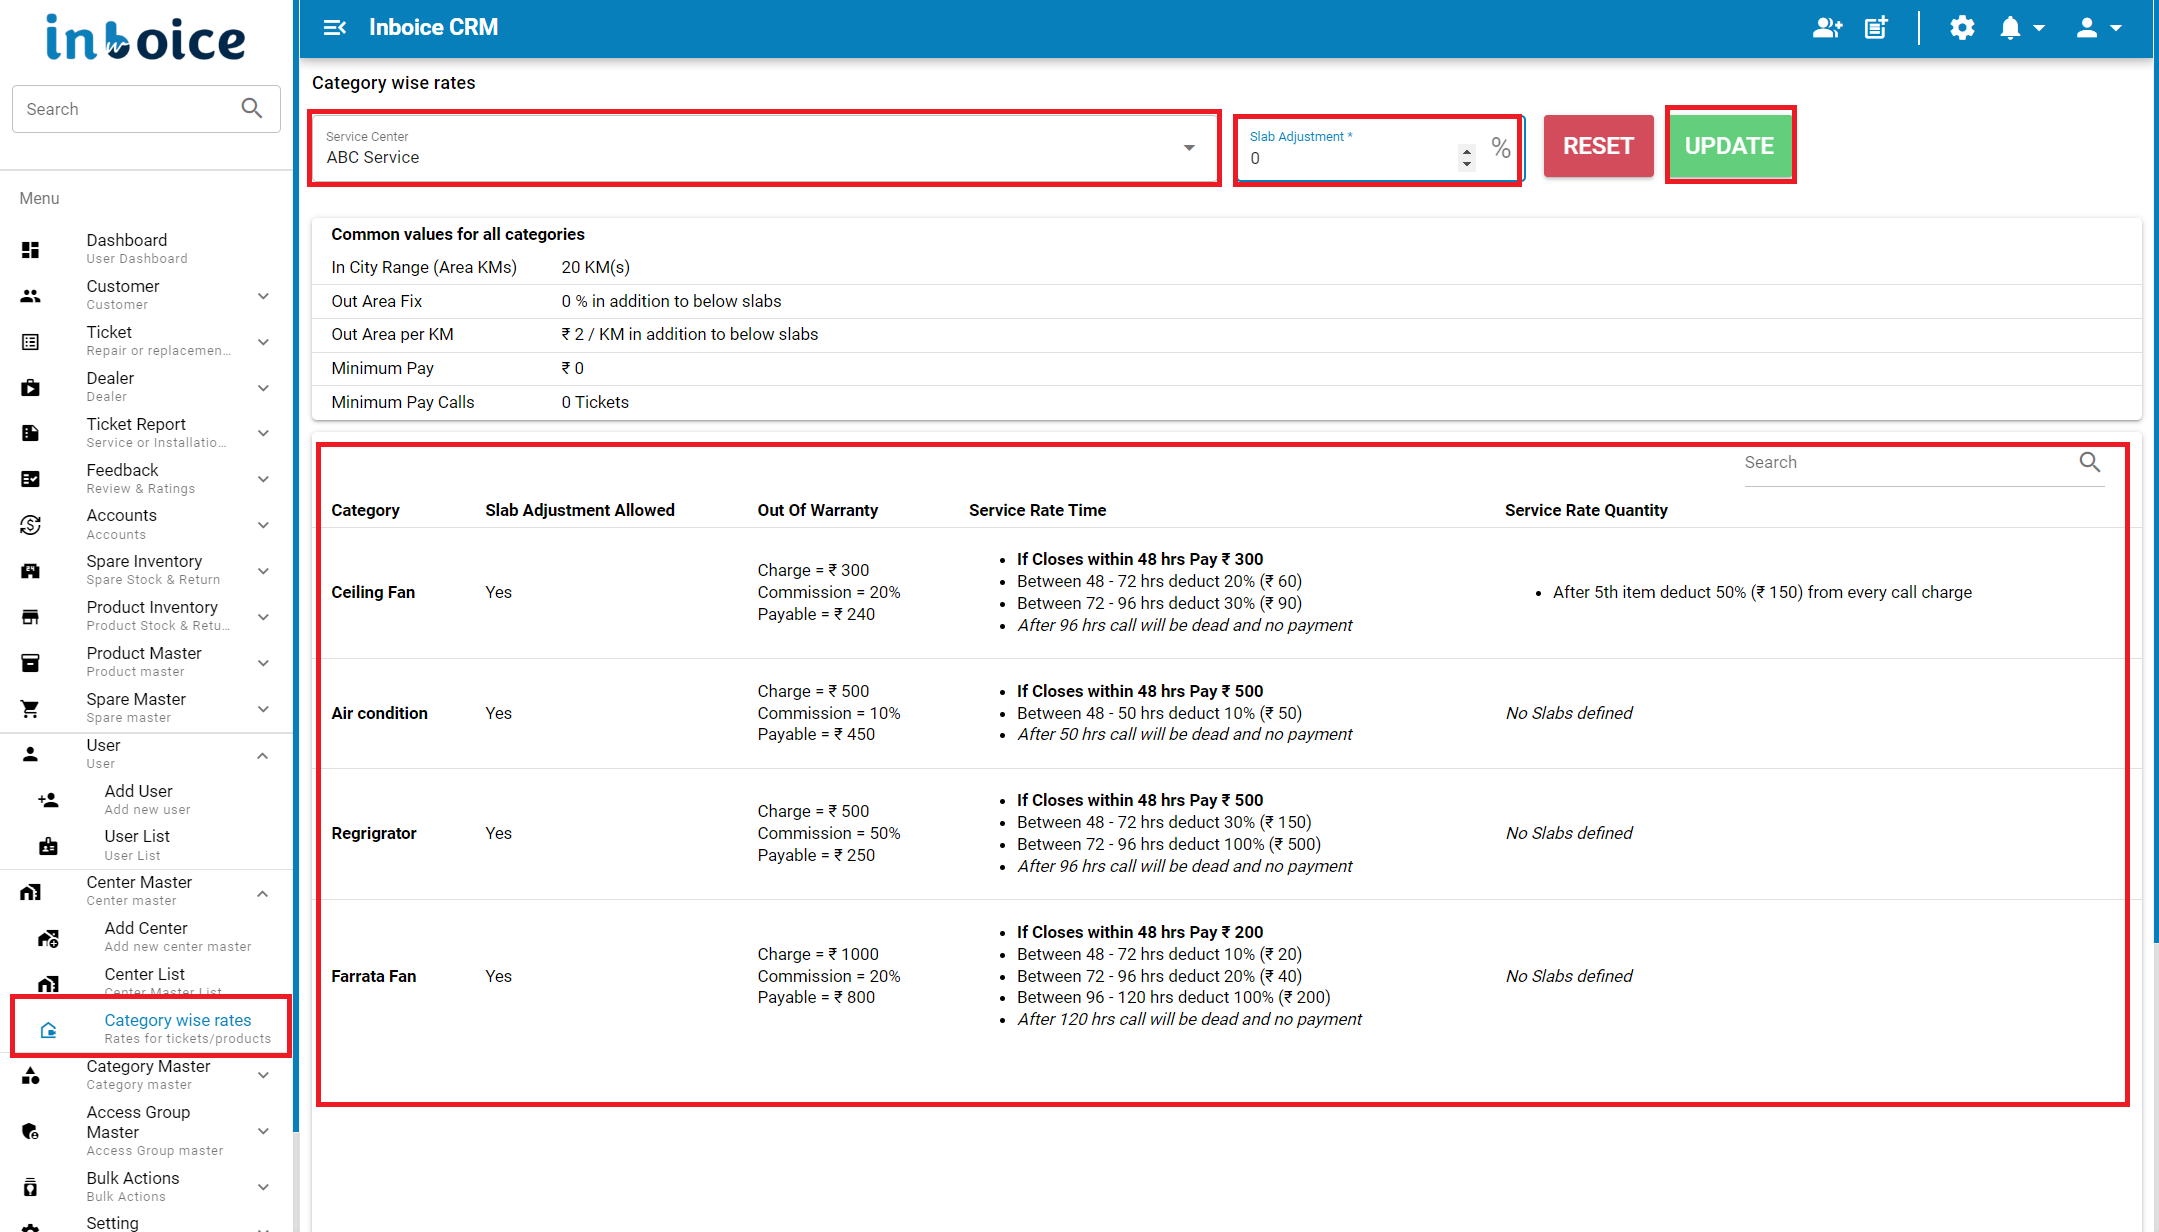 inboice
Search
Menu
Dashboard
User Dashboard
Customer
Customer
Ticket
Repair or replacemen...
Dealer
Dealer
Ticket Report
Service or Installatio...
Feedback
Review & Ratings
Accounts
Accounts
Spare Inventory
Spare Stock & Return
Product Inventory
Product Stock & Retu...
Product Master
Product master
Spare Master
Spare master
User
User
Add User
Add new user
User List
User List
Center Master
Center master
Add Center
Add new center master
Center List
Center Master List
Category wise rates
Rates for tickets/products
Category Master
Category master
Access Group
Master
Access Group master
Bulk Actions
Bulk Actions
Setting
Inboice CRM
Category wise rates
Service Center
ABC Service
Slab Adjustment *
0
%
RESET
UPDATE
Common values for all categories
In City Range (Area KMs) 20 KM(s)
Out Area Fix 0 % in addition to below slabs
Out Area per KM ₹ 2 / KM in addition to below slabs
Minimum Pay ₹ 0
Minimum Pay Calls 0 Tickets
Search
Category Slab Adjustment Allowed Out Of Warranty Service Rate Time Service Rate Quantity
Ceiling Fan
Yes
Charge = ₹ 300
Commission = 20%
Payable = ₹ 240
• If Closes within 48 hrs Pay ₹ 300
• Between 48 - 72 hrs deduct 20% (₹ 60)
• Between 72 - 96 hrs deduct 30% (₹ 90)
• After 96 hrs call will be dead and no payment
• After 5th item deduct 50% (₹ 150) from every call charge
Air condition
Yes
Charge = ₹ 500
Commission = 10%
Payable = ₹ 450
• If Closes within 48 hrs Pay ₹ 500
• Between 48 - 50 hrs deduct 10% (₹ 50)
• After 50 hrs call will be dead and no payment
No Slabs defined
Regrigrator
Yes
Charge = ₹ 500
Commission = 50%
Payable = ₹ 250
• If Closes within 48 hrs Pay ₹ 500
• Between 48 - 72 hrs deduct 30% (₹ 150)
• Between 72 - 96 hrs deduct 100% (₹ 500)
• After 96 hrs call will be dead and no payment
No Slabs defined
Farrata Fan
Yes
Charge = ₹ 1000
Commission = 20%
Payable = ₹ 800
• If Closes within 48 hrs Pay ₹ 200
• Between 48 - 72 hrs deduct 10% (₹ 20)
• Between 72 - 96 hrs deduct 20% (₹ 40)
• Between 96 - 120 hrs deduct 100% (₹ 200)
• After 120 hrs call will be dead and no payment
No Slabs defined